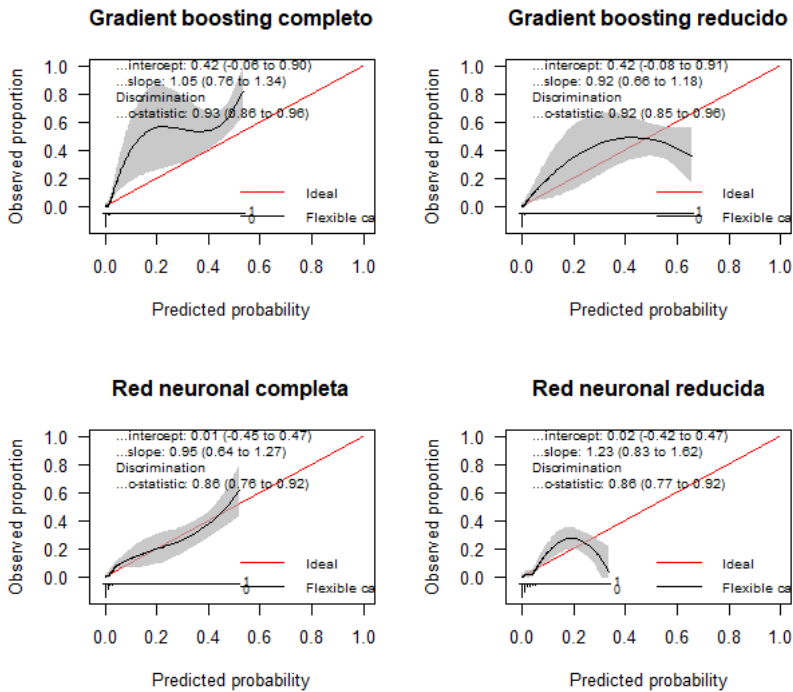 Gradient boosting completo
...intercept: 0.42 (-0.06 to 0.90)
...slope: 1.05 (0.76 to 1.34)
Discrimination
...c-statistic: 0.93 (0.86 to 0.96)
Observed proportion
1.0
0.8
0.6
0.4
0.2
0.0
Ideal
Flexible ca
1
0
0.0 0.2 0.4 0.6 0.8 1.0
Predicted probability
Gradient boosting reducido
...intercept: 0.42 (-0.08 to 0.91)
...slope: 0.92 (0.66 to 1.18)
Discrimination
...c-statistic: 0.92 (0.85 to 0.96)
Observed proportion
1.0
0.8
0.6
0.4
0.2
0.0
Ideal
Flexible ca
1
0
0.0 0.2 0.4 0.6 0.8 1.0
Predicted probability
Red neuronal completa
...intercept: 0.01 (-0.45 to 0.47)
...slope: 0.95 (0.64 to 1.27)
Discrimination
...c-statistic: 0.86 (0.76 to 0.92)
Observed proportion
1.0
0.8
0.6
0.4
0.2
0.0
Ideal
Flexible ca
1
0
0.0 0.2 0.4 0.6 0.8 1.0
Predicted probability
Red neuronal reducida
...intercept: 0.02 (-0.42 to 0.47)
...slope: 1.23 (0.83 to 1.62)
Discrimination
...c-statistic: 0.86 (0.77 to 0.92)
Observed proportion
1.0
0.8
0.6
0.4
0.2
0.0
Ideal
Flexible ca
1
0
0.0 0.2 0.4 0.6 0.8 1.0
Predicted probability